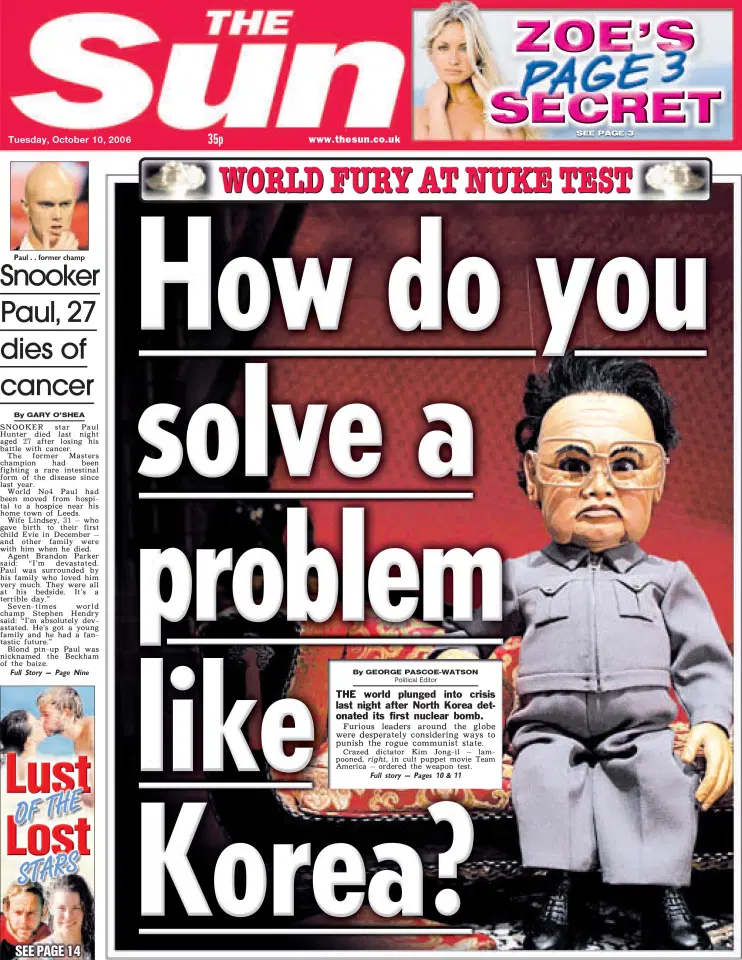 THE
Sun
Tuesday, October 10, 2006
35p
www.thesun.co.uk
ZOE'S
PAGE 3
SECRET
SEE PAGE 3
Paul . . former champ
Snooker
Paul, 27
dies of
cancer
By GARY O'SHEA
SNOOKER star Paul
Hunter died last night
aged 27 after losing his
battle with cancer.
The former Masters
champion had been
fighting a rare intestinal
form of the disease since
last year.
World No4 Paul had
been moved from hospi-
tal to a hospice near his
home town of Leeds.
Wife Lindsey, 31 — who
gave birth to their first
child Evie in December —
and other family were
with him when he died.
Agent Brandon Parker
said: "I'm devastated.
Paul was surrounded by
his family who loved him
very much. They were all
at his bedside. It's a
terrible day."
Seven-times world
champ Stephen Hendry
said: "I'm absolutely dev-
astated. He's got a young
family and he had a fan-
tastic future."
Blond pin-up Paul was
nicknamed the Beckham
of the baize.
Full Story — Page Nine
Lust
OF THE
Lost
STARS
SEE PAGE 14
WORLD FURY AT NUKE TEST
How do you
solve a
problem
like
Korea?
By GEORGE PASCOE-WATSON
Political Editor
THE world plunged into crisis
last night after North Korea det-
onated its first nuclear bomb.
Furious leaders around the globe
were desperately considering ways to
punish the rogue communist state.
Crazed dictator Kim Jong-il — lam-
pooned, right, in cult puppet movie Team
America — ordered the weapon test.
Full story — Pages 10 & 11